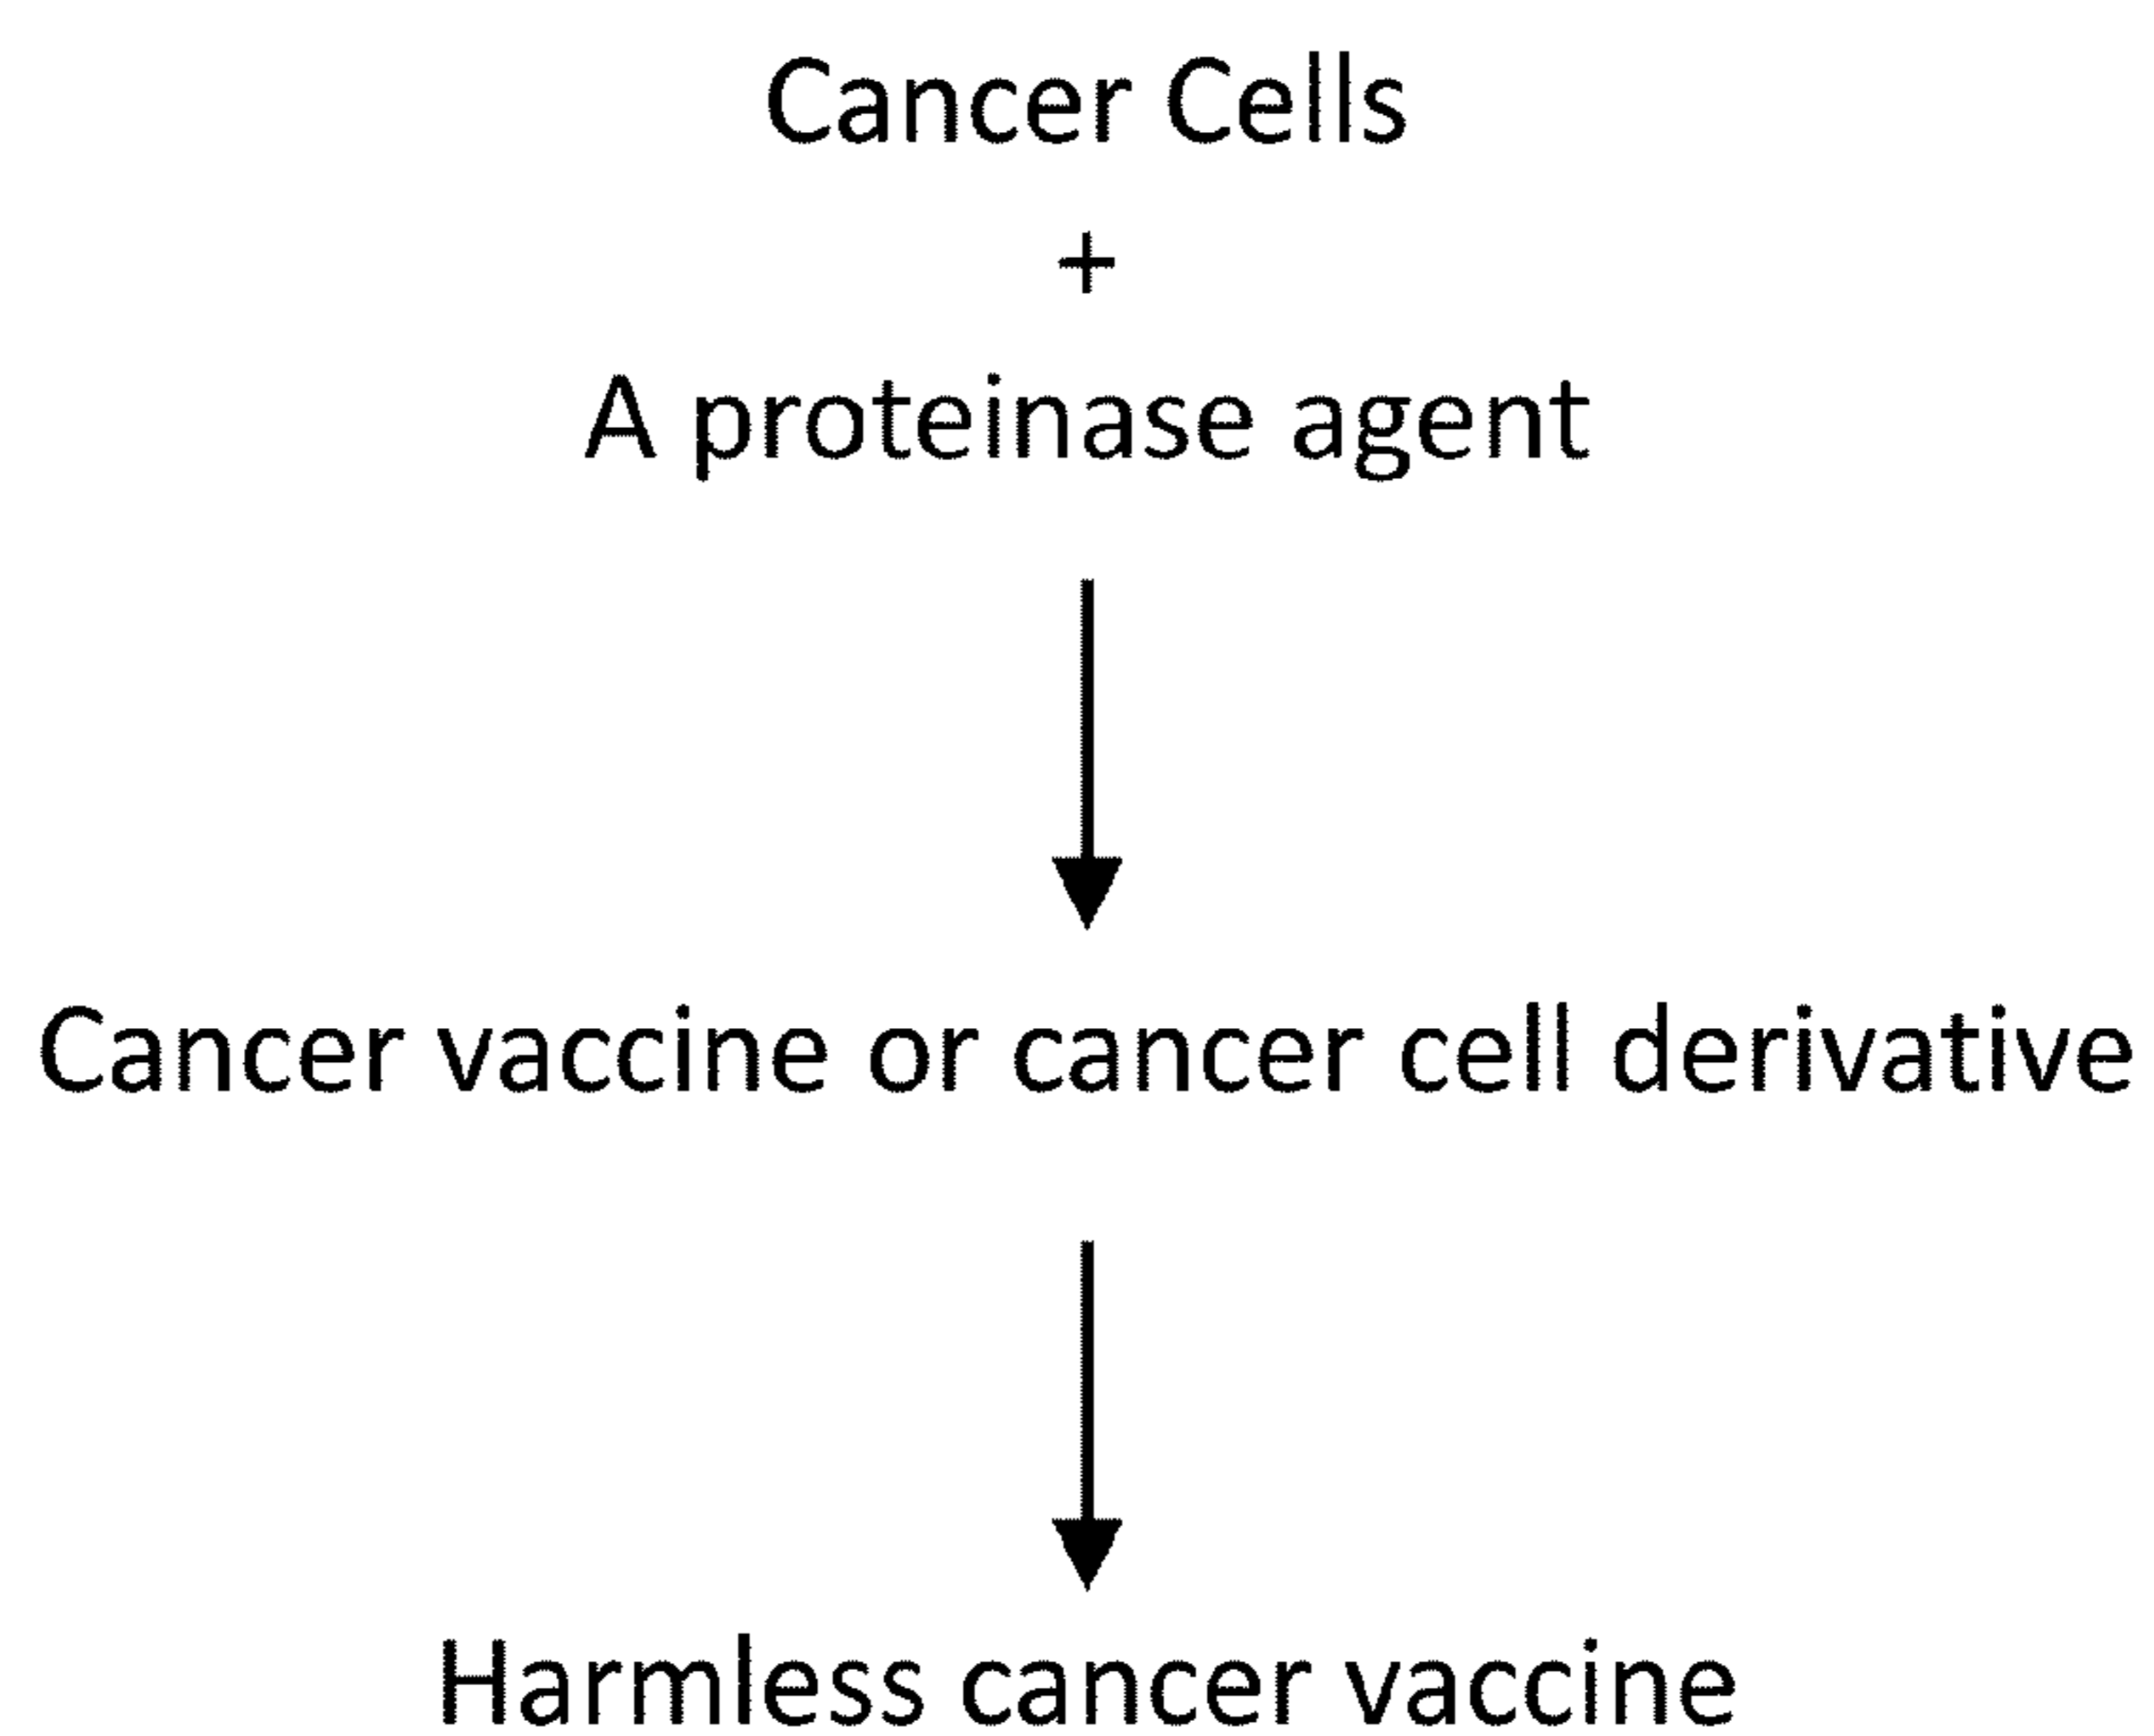 Cancer Cells
+
A proteinase agent
Cancer vaccine or cancer cell derivative
Harmless cancer vaccine